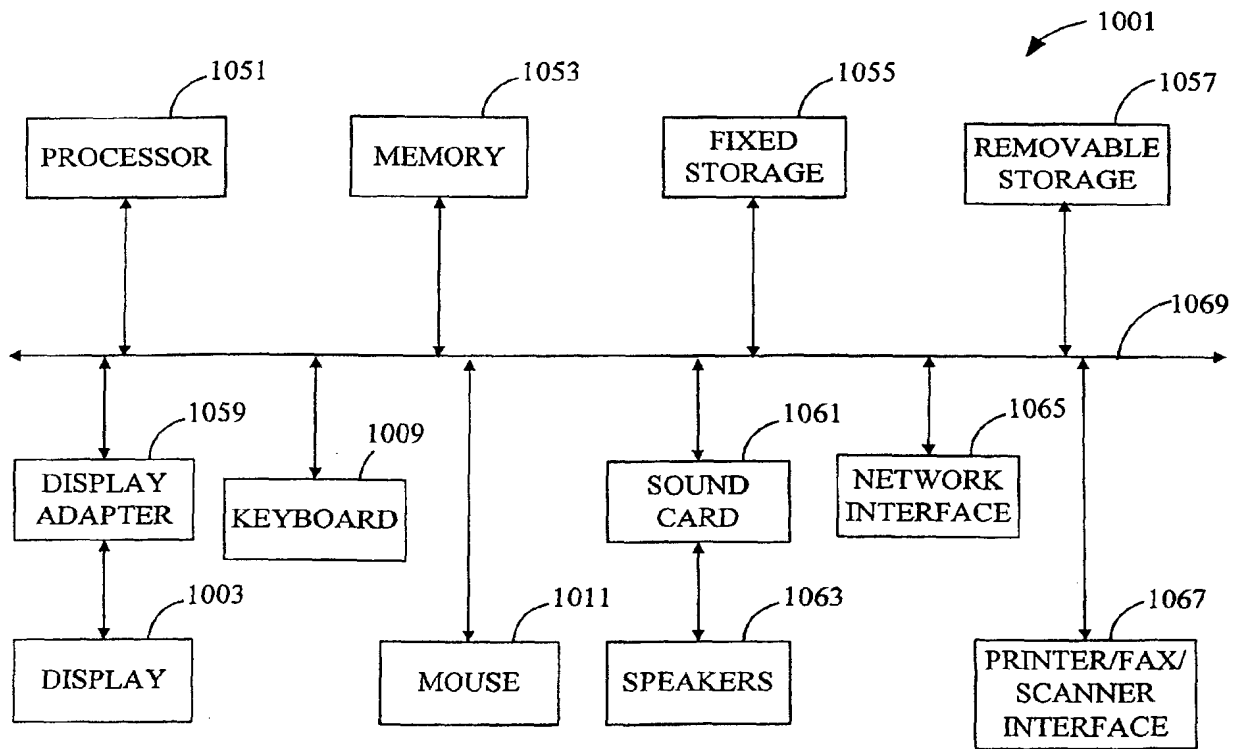 1001
1051
1053
1055
1057
PROCESSOR
MEMORY
FIXED
STORAGE
REMOVABLE
STORAGE
1069
1059
1009
1061
1065
DISPLAY
ADAPTER
KEYBOARD
SOUND
CARD
NETWORK
INTERFACE
1003
1011
1063
1067
DISPLAY
MOUSE
SPEAKERS
PRINTER/FAX/
SCANNER
INTERFACE